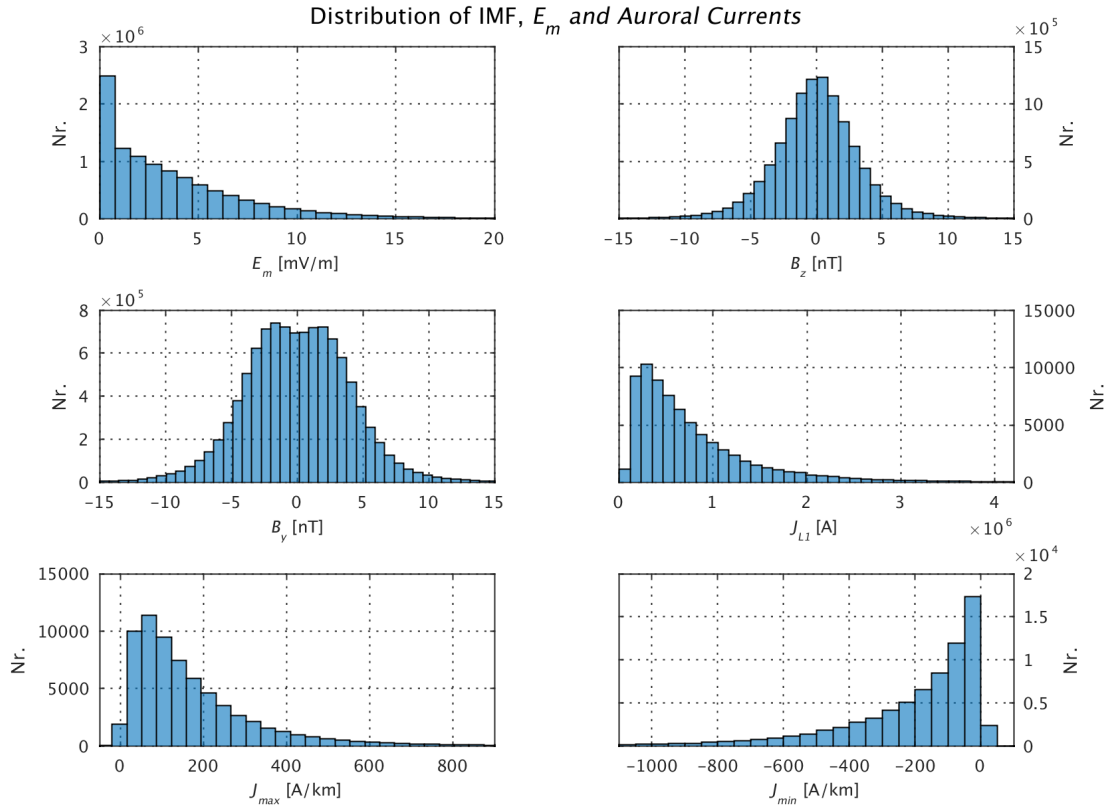 Distribution of IMF, E_m and Auroral Currents
×10^6
3
2
1
0
Nr.
0 5 10 15 20
E_m [mV/m]
×10^5
15
10
5
0
Nr.
−15 −10 −5 0 5 10 15
B_z [nT]
×10^5
8
6
4
2
0
Nr.
−15 −10 −5 0 5 10 15
B_y [nT]
15000
10000
5000
0
Nr.
0 1 2 3 4
×10^6
J_L1 [A]
15000
10000
5000
0
Nr.
0 200 400 600 800
J_max [A/km]
×10^4
2
1.5
1
0.5
0
Nr.
−1000 −800 −600 −400 −200 0
J_min [A/km]